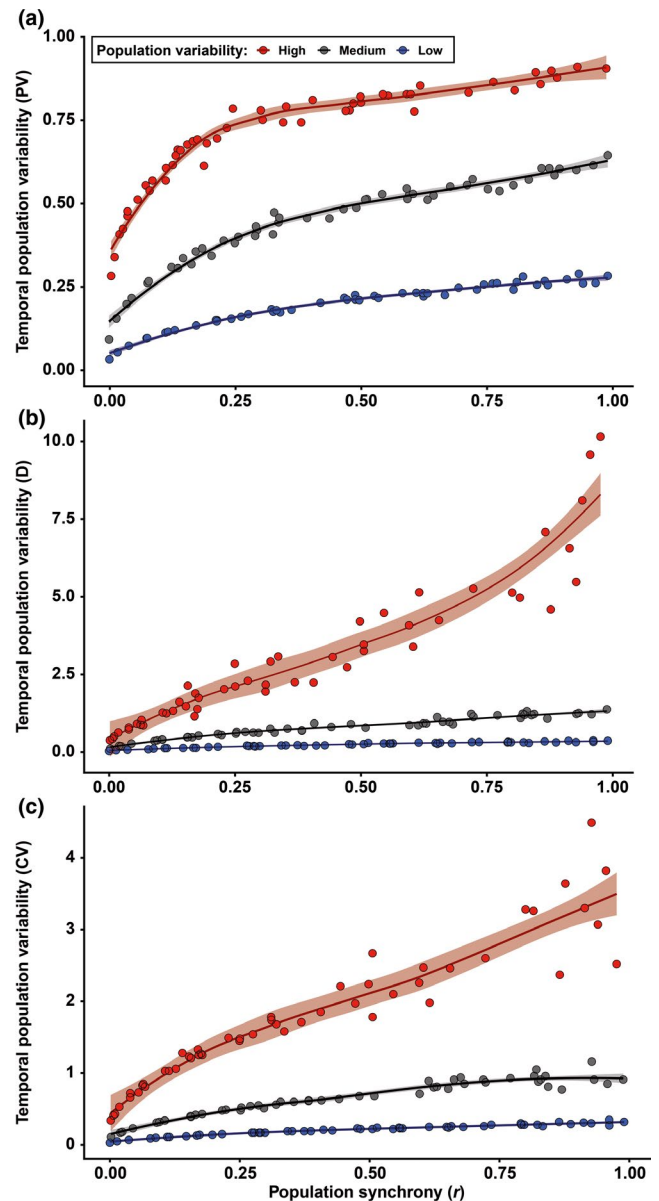 (a)
Population variability: High Medium Low
Temporal population variability (PV)
1.00
0.75
0.50
0.25
0.00
0.00 0.25 0.50 0.75 1.00
(b)
Temporal population variability (D)
10.0
7.5
5.0
2.5
0.0
0.00 0.25 0.50 0.75 1.00
(c)
Temporal population variability (CV)
4
3
2
1
0
0.00 0.25 0.50 0.75 1.00
Population synchrony (r)